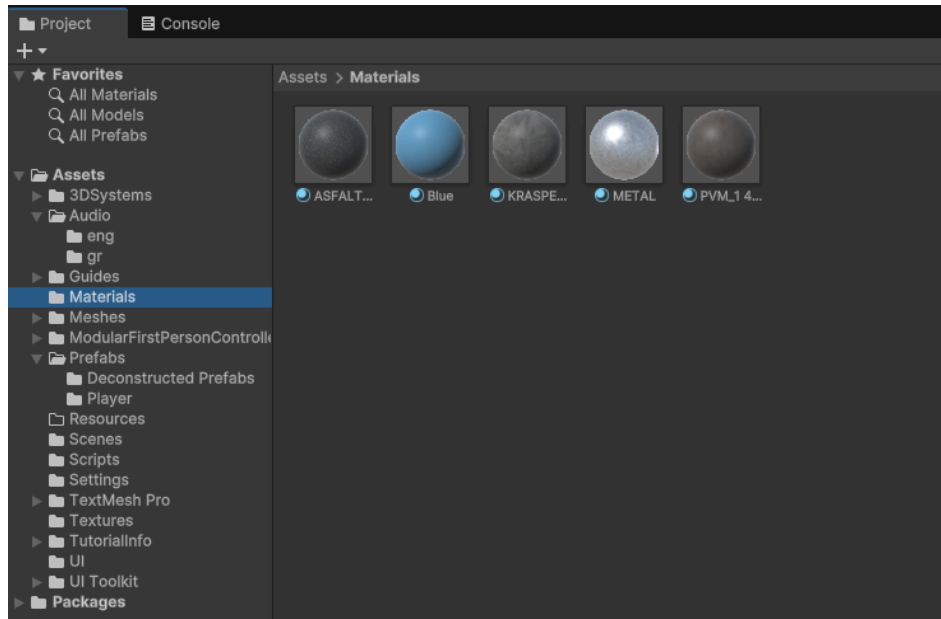 Project
Console
Favorites
All Materials
All Models
All Prefabs
Assets
3DSystems
Audio
eng
gr
Guides
Materials
Meshes
ModularFirstPersonControlle
Prefabs
Deconstructed Prefabs
Player
Resources
Scenes
Scripts
Settings
TextMesh Pro
Textures
TutorialInfo
UI
UI Toolkit
Packages
Assets > Materials
ASFALT...
Blue
KRASPE...
METAL
PVM_1 4...